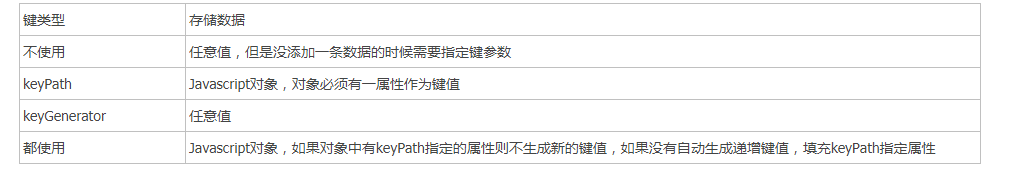 键类型 存储数据
不使用 任意值，但是没添加一条数据的时候需要指定键参数
keyPath Javascript对象，对象必须有一属性作为键值
keyGenerator 任意值
都使用 Javascript对象，如果对象中有keyPath指定的属性则不生成新的键值，如果没有自动生成递增键值，填充keyPath指定属性